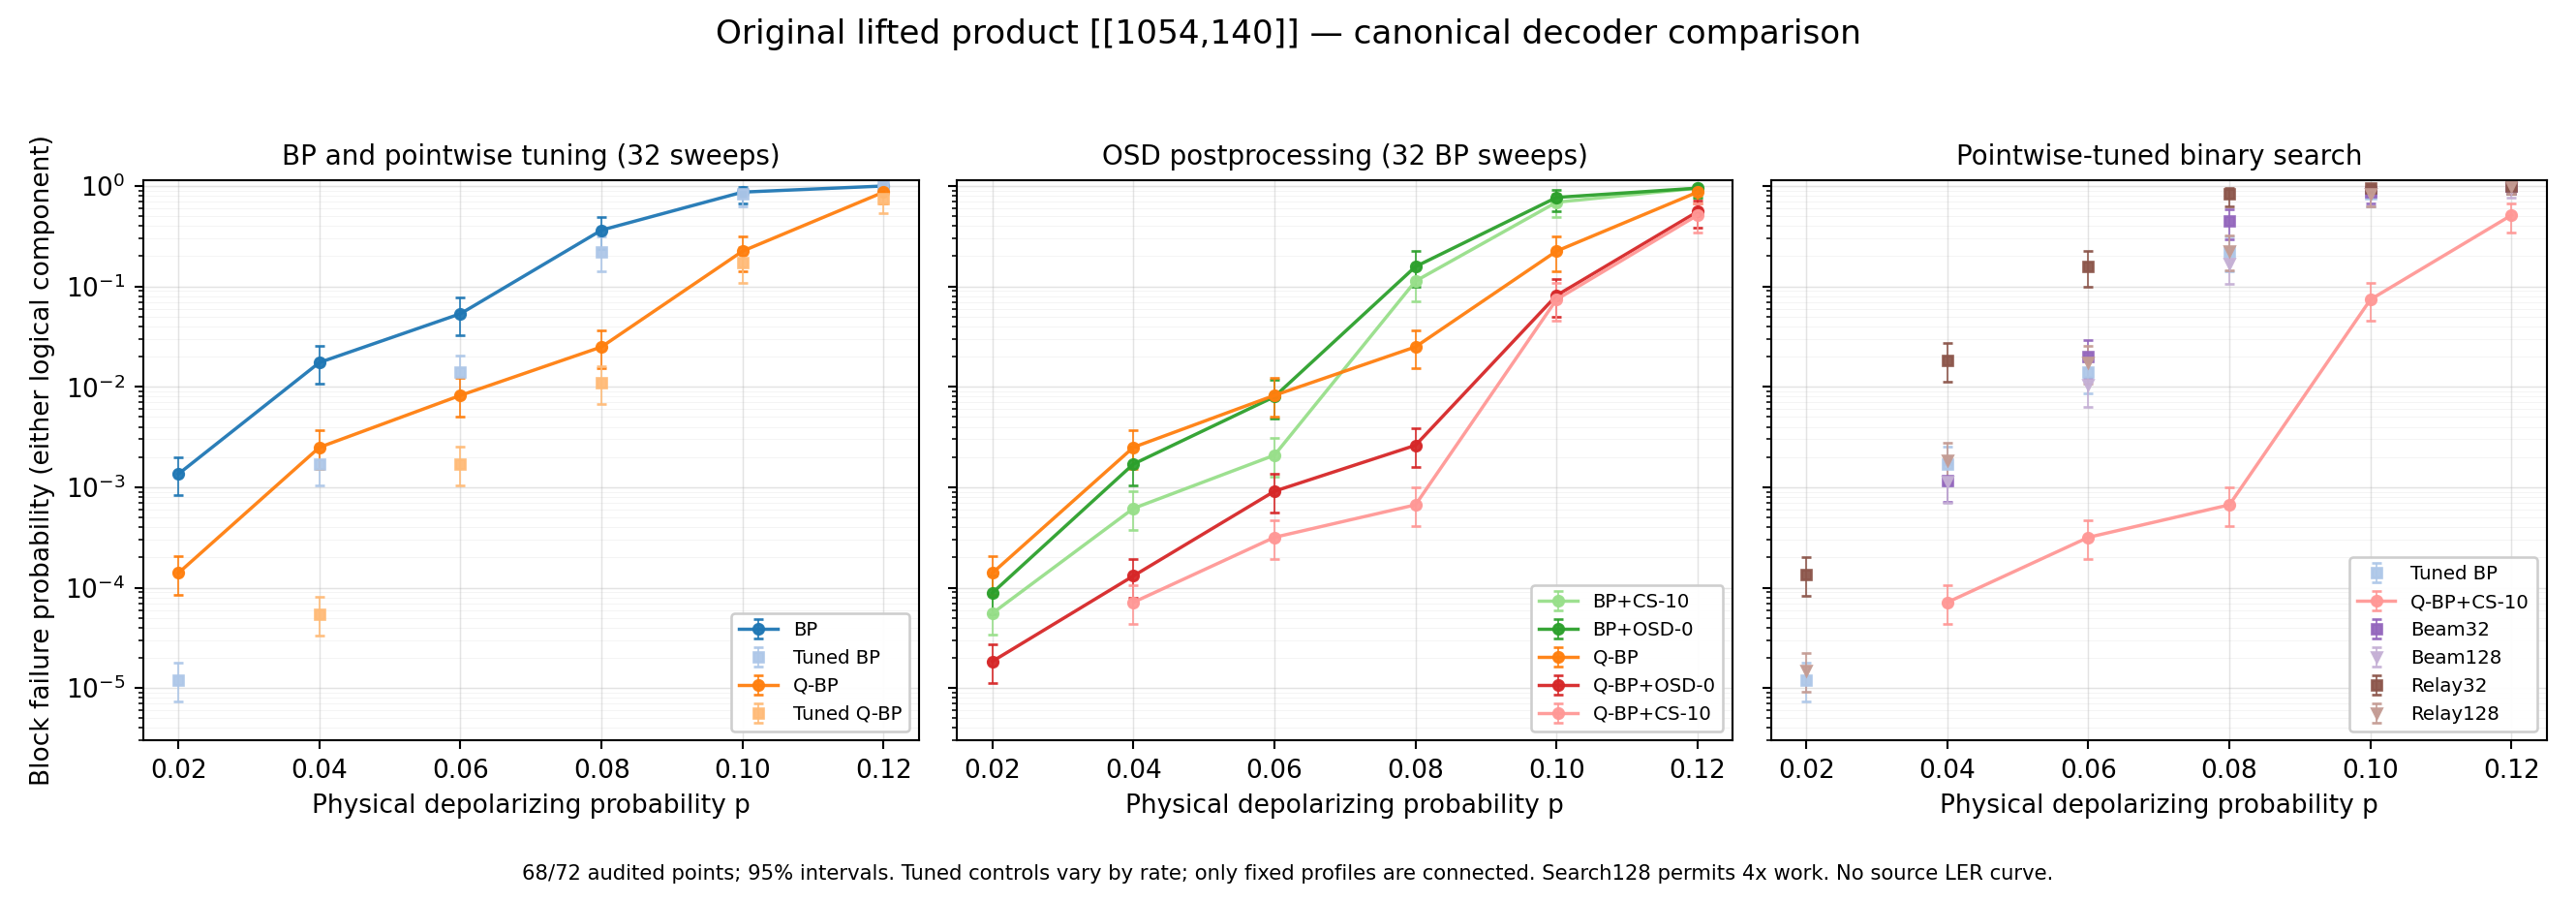 Original lifted product [[1054,140]] — canonical decoder comparison
BP and pointwise tuning (32 sweeps)
OSD postprocessing (32 BP sweeps)
Pointwise-tuned binary search
Block failure probability (either logical component)
10⁰
10⁻¹
10⁻²
10⁻³
10⁻⁴
10⁻⁵
BP
Tuned BP
Q-BP
Tuned Q-BP
0.02 0.04 0.06 0.08 0.10 0.12
Physical depolarizing probability p
BP+CS-10
BP+OSD-0
Q-BP
Q-BP+OSD-0
Q-BP+CS-10
0.02 0.04 0.06 0.08 0.10 0.12
Physical depolarizing probability p
Tuned BP
Q-BP+CS-10
Beam32
Beam128
Relay32
Relay128
0.02 0.04 0.06 0.08 0.10 0.12
Physical depolarizing probability p
68/72 audited points; 95% intervals. Tuned controls vary by rate; only fixed profiles are connected. Search128 permits 4x work. No source LER curve.